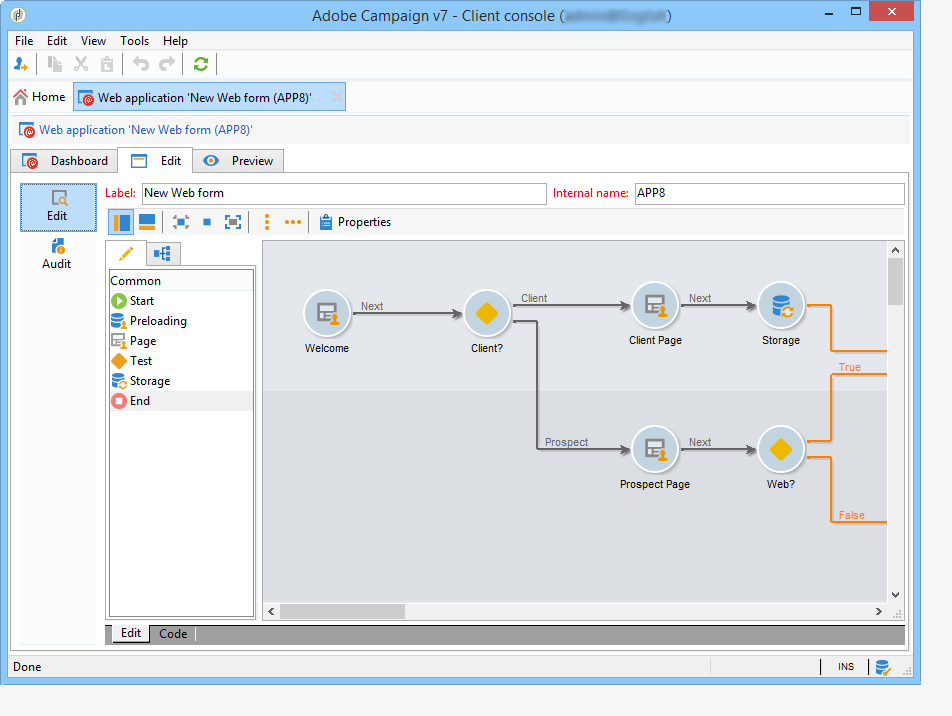 Adobe Campaign v7 - Client console ( )
File Edit View Tools Help
Home Web application 'New Web form (APP8)'
Web application 'New Web form (APP8)'
Dashboard Edit Preview
Edit
Audit
Label: New Web form Internal name: APP8
Properties
Common
Start
Preloading
Page
Test
Storage
End
Next
Welcome
Client?
Client
Client Page
Next
Storage
True
Prospect
Prospect Page
Next
Web?
False
Edit Code
Done INS